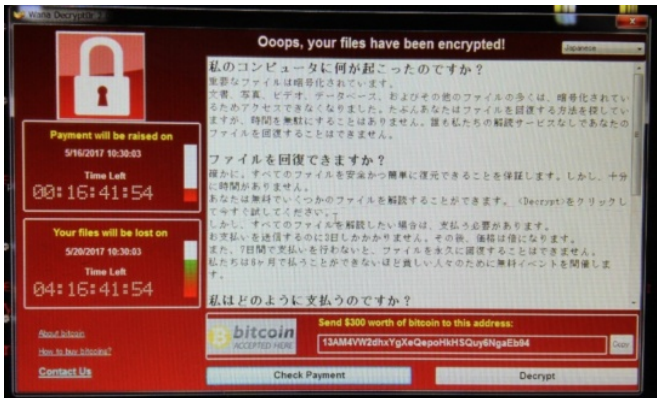 Wana Decrypt0r 2.0
Ooops, your files have been encrypted!
Japanese
Payment will be raised on
5/16/2017 10:30:03
Time Left
00:16:41:54
Your files will be lost on
5/20/2017 10:30:03
Time Left
04:16:41:54
About bitcoin
How to buy bitcoins?
Contact Us
私のコンピュータに何が起こったのですか？
重要なファイルは暗号化されています。
文書、写真、ビデオ、データベース、およびその他のファイルの多くは、暗号化されてい
るためアクセスできなくなりました。たぶんあなたはファイルを回復する方法を探してい
ますが、時間を無駄にすることはありません。誰も私たちの解読サービスなしであなたの
ファイルを回復することはできません。
ファイルを回復できますか？
確かに。すべてのファイルを安全かつ簡単に復元できることを保証します。しかし、十分
に時間がありません。
あなたは無料でいくつかのファイルを解読することができます。 <Decrypt>をクリックし
て今すぐ試してください。
しかし、すべてのファイルを解読したい場合は、支払う必要があります。
お支払いを送信するのに2日しかかかりません。その後、価格は倍になります。
また、7日間で支払いを行わないと、ファイルを永久に回復することはできません。
私たちは6ヶ月で払うことができないほど貧しい人々のために無料イベントを開催しま
す。
私はどのように支払うのですか？
bitcoin
ACCEPTED HERE
Send $300 worth of bitcoin to this address:
13AM4VW2dhxYgXeQepoHkHSQuy6NgaEb94
Copy
Check Payment
Decrypt